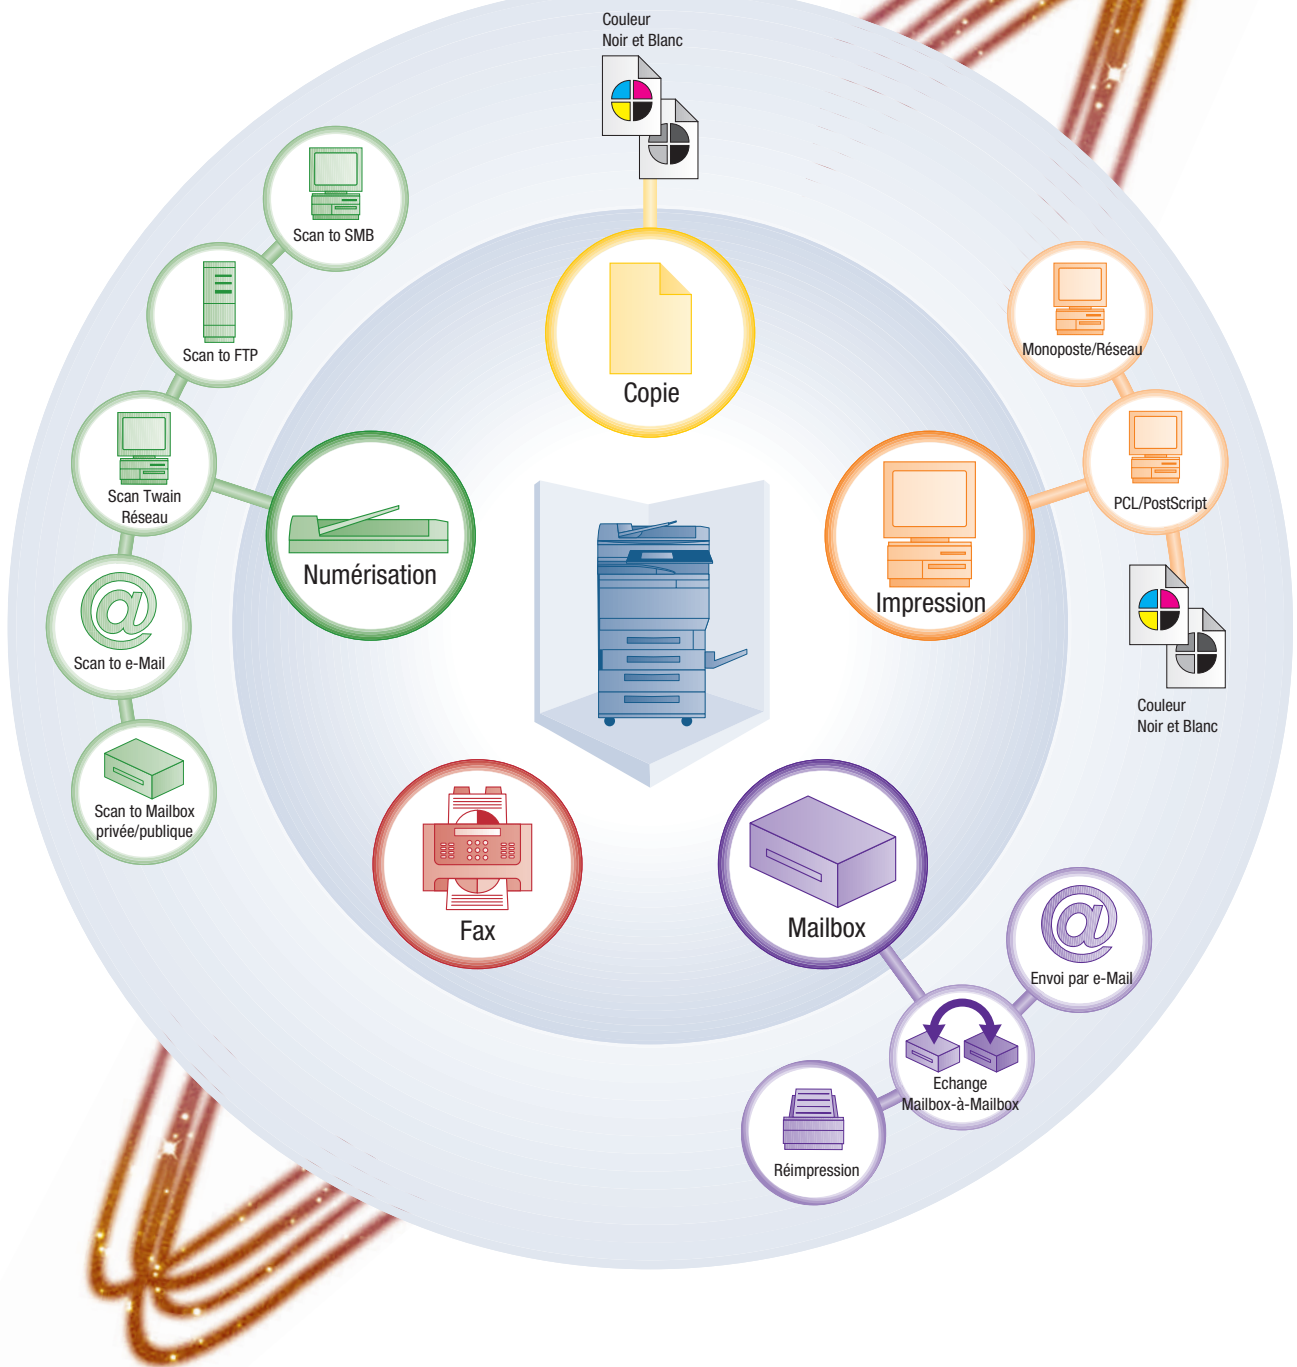 Couleur
Noir et Blanc
Scan to SMB
Scan to FTP
Scan Twain
Réseau
Scan to e-Mail
Scan to Mailbox
privée/publique
Numérisation
Copie
Monoposte/Réseau
PCL/PostScript
Impression
Couleur
Noir et Blanc
Fax
Mailbox
Envoi par e-Mail
Echange
Mailbox-à-Mailbox
Réimpression